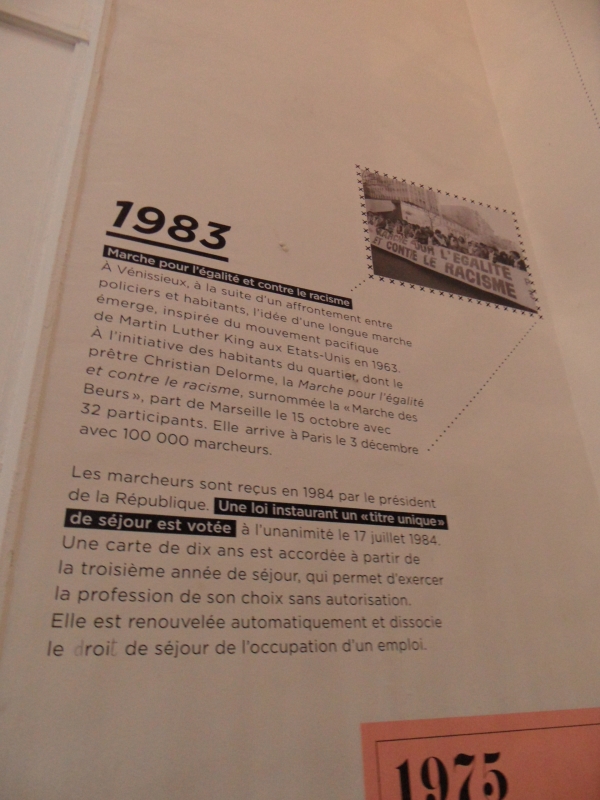 1983
Marche pour l'égalité et contre le racisme
À Vénissieux, à la suite d'un affrontement entre
policiers et habitants, l'idée d'une longue marche
émerge, inspirée du mouvement pacifique
de Martin Luther King aux Etats-Unis en 1963.
À l'initiative des habitants du quartier, dont le
prêtre Christian Delorme, la Marche pour l'égalité
et contre le racisme, surnommée la « Marche des
Beurs », part de Marseille le 15 octobre avec
32 participants. Elle arrive à Paris le 3 décembre
avec 100 000 marcheurs.
Les marcheurs sont reçus en 1984 par le président
de la République. Une loi instaurant un « titre unique »
de séjour est votée à l'unanimité le 17 juillet 1984.
Une carte de dix ans est accordée à partir de
la troisième année de séjour, qui permet d'exercer
la profession de son choix sans autorisation.
Elle est renouvelée automatiquement et dissocie
le droit de séjour de l'occupation d'un emploi.
MARCHE POUR L'ÉGALITÉ
ET CONTRE LE RACISME
1975